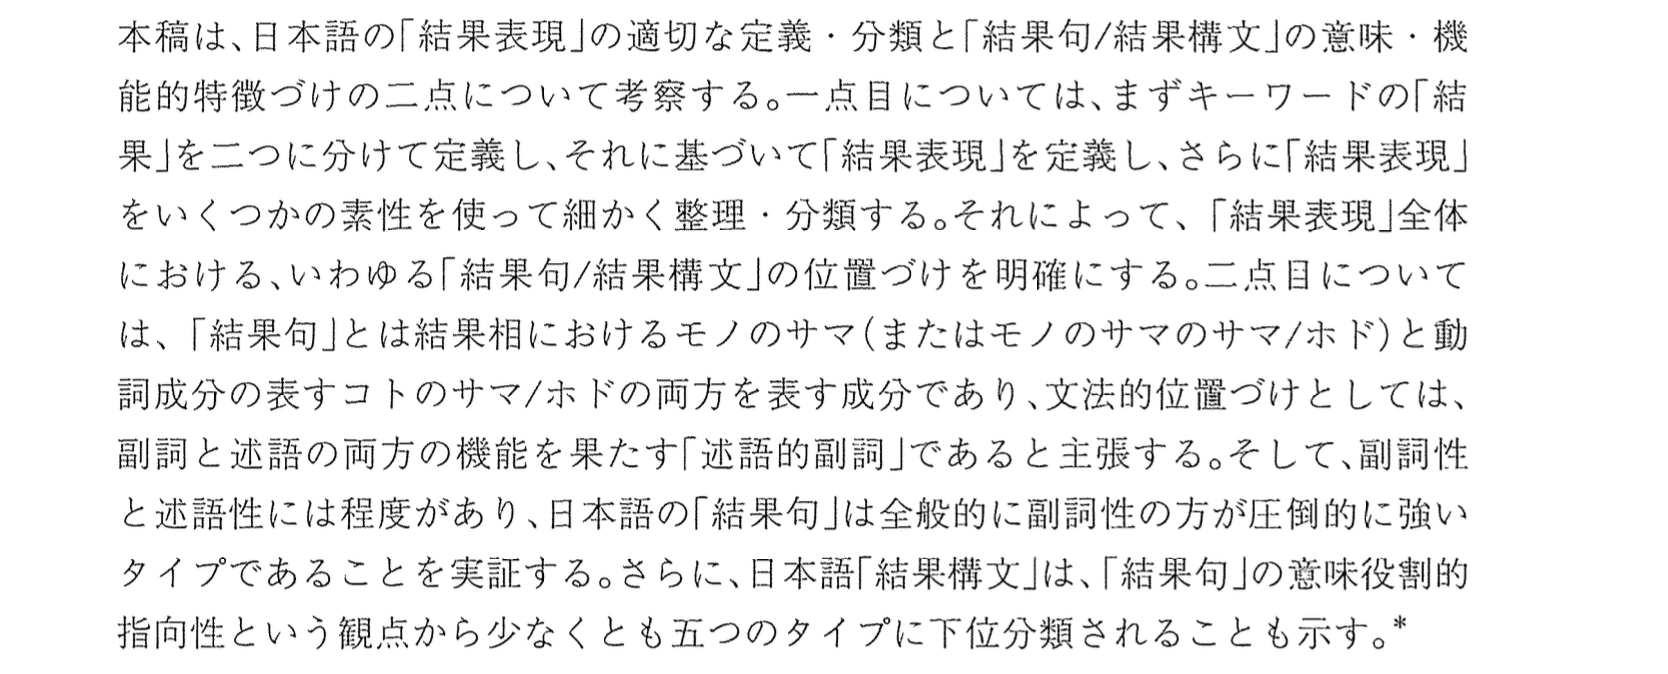 本稿は、日本語の「結果表現」の適切な定義・分類と「結果句/結果構文」の意味・機
能的特徴づけの二点について考察する。一点目については、まずキーワードの「結
果」を二つに分けて定義し、それに基づいて「結果表現」を定義し、さらに「結果表現」
をいくつかの素性を使って細かく整理・分類する。それによって、「結果表現」全体
における、いわゆる「結果句/結果構文」の位置づけを明確にする。二点目について
は、「結果句」とは結果相におけるモノのサマ(またはモノのサマのサマ/ホド)と動
詞成分の表すコトのサマ/ホドの両方を表す成分であり、文法的位置づけとしては、
副詞と述語の両方の機能を果たす「述語的副詞」であると主張する。そして、副詞性
と述語性には程度があり、日本語の「結果句」は全般的に副詞性の方が圧倒的に強い
タイプであることを実証する。さらに、日本語「結果構文」は、「結果句」の意味役割的
指向性という観点から少なくとも五つのタイプに下位分類されることも示す。*